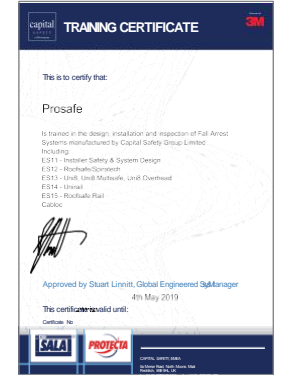 capital
SAFETY
TRAINING CERTIFICATE
3M
This is to certify that:
Prosafe
Is trained in the design, installation and inspection of Fall Arrest
Systems manufactured by Capital Safety Group Limited
Including:
ES11 - Installer Safety & System Design
ES12 - Roofsafe/Spiratech
ES13 - Uni8, Uni8 Multisafe, Uni8 Overhead
ES14 - Unirail
ES15 - Roofsafe Rail
Cabloc
Approved by Stuart Linnitt, Global Engineered Sys Manager
4th May 2019
This certificate is valid until:
Certificate No
SALA
PROTECTA
CAPITAL SAFETY EMEA